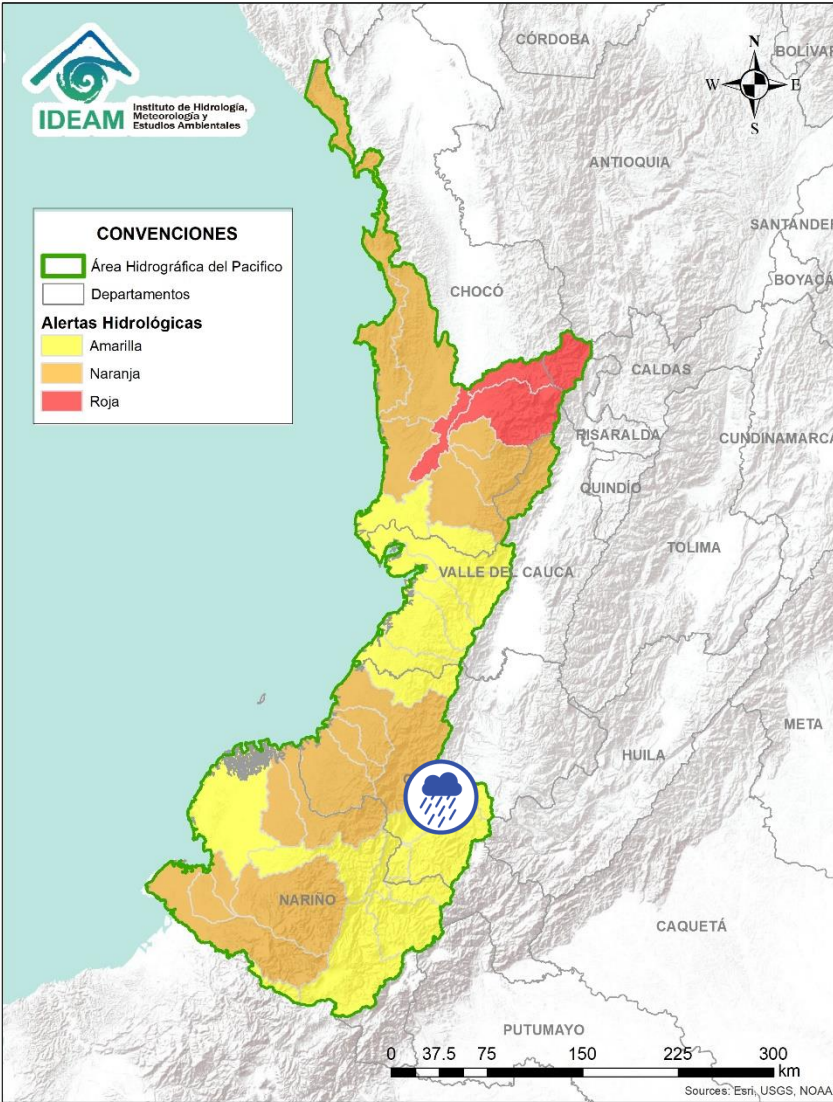 IDEAM
Instituto de Hidrología,
Meteorología y
Estudios Ambientales
CONVENCIONES
Área Hidrográfica del Pacifico
Departamentos
Alertas Hidrológicas
Amarilla
Naranja
Roja
N
W E
S
CÓRDOBA
BOLÍVAR
ANTIOQUIA
SANTANDER
BOYACÁ
CHOCÓ
CALDAS
RISARALDA
CUNDINAMARCA
QUINDÍO
TOLIMA
VALLE DEL CAUCA
META
HUILA
NARIÑO
CAQUETÁ
PUTUMAYO
0 37.5 75 150 225 300
km
Sources: Esri, USGS, NOAA